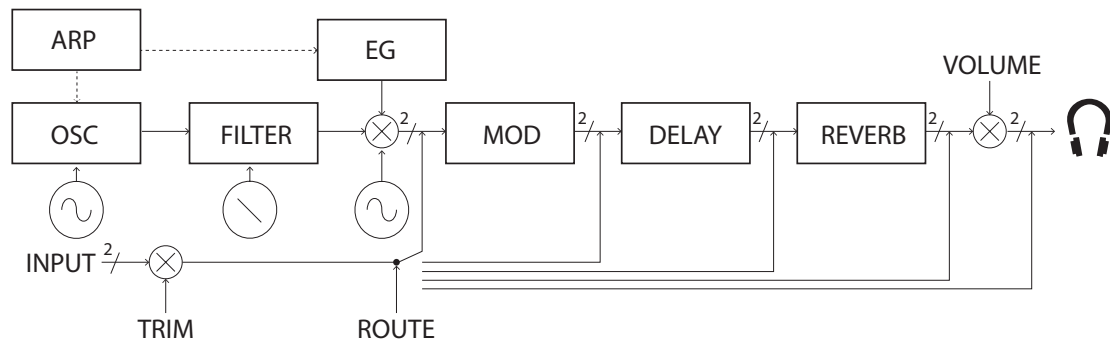 ARP
EG
VOLUME
OSC
FILTER
2
MOD
2
DELAY
2
REVERB
2
2
INPUT
2
TRIM
ROUTE